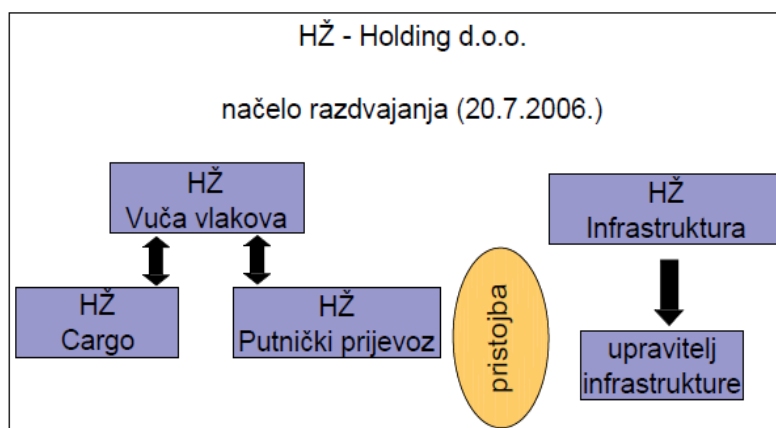 HŽ - Holding d.o.o.
načelo razdvajanja (20.7.2006.)
HŽ
Vuča vlakova
HŽ
Infrastruktura
HŽ
Cargo
HŽ
Putnički prijevoz
pristojba
upravitelj
infrastrukture